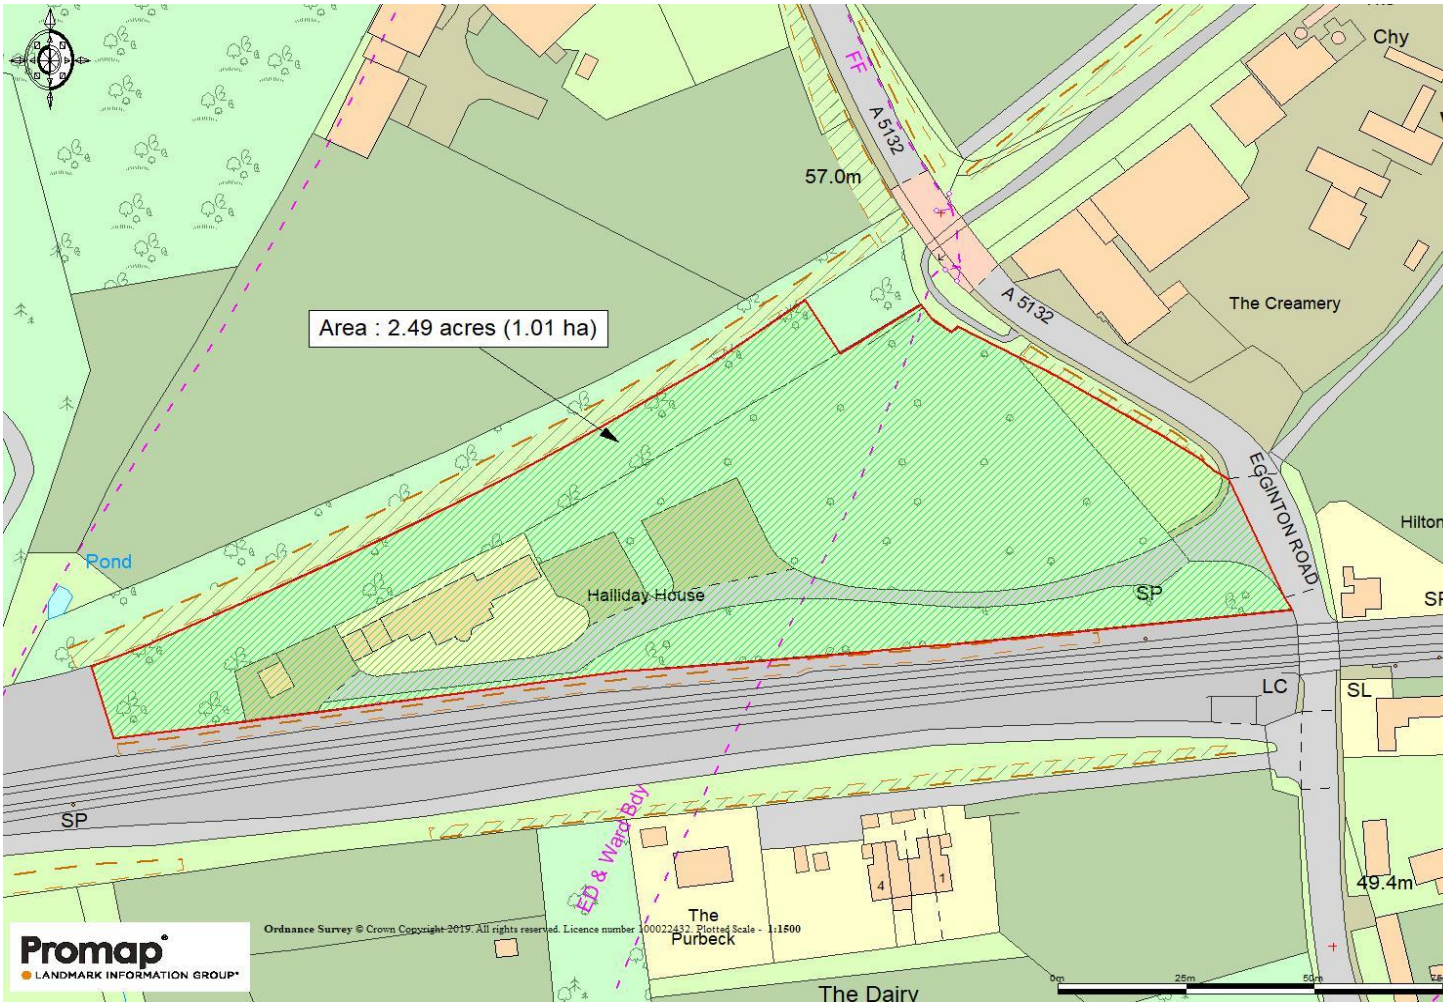 Chy
FF
A 5132
57.0m
A 5132
The Creamery
Area : 2.49 acres (1.01 ha)
EGGINTON ROAD
Hilton
Pond
Halliday House
SP
LC
SL
SP
ED & Ward Bdy
4
1
49.4m
The
Purbeck
The Dairy
Promap
LANDMARK INFORMATION GROUP
Ordnance Survey © Crown Copyright 2019. All rights reserved. Licence number 100022432. Plotted Scale - 1:1500
0m
25m
50m